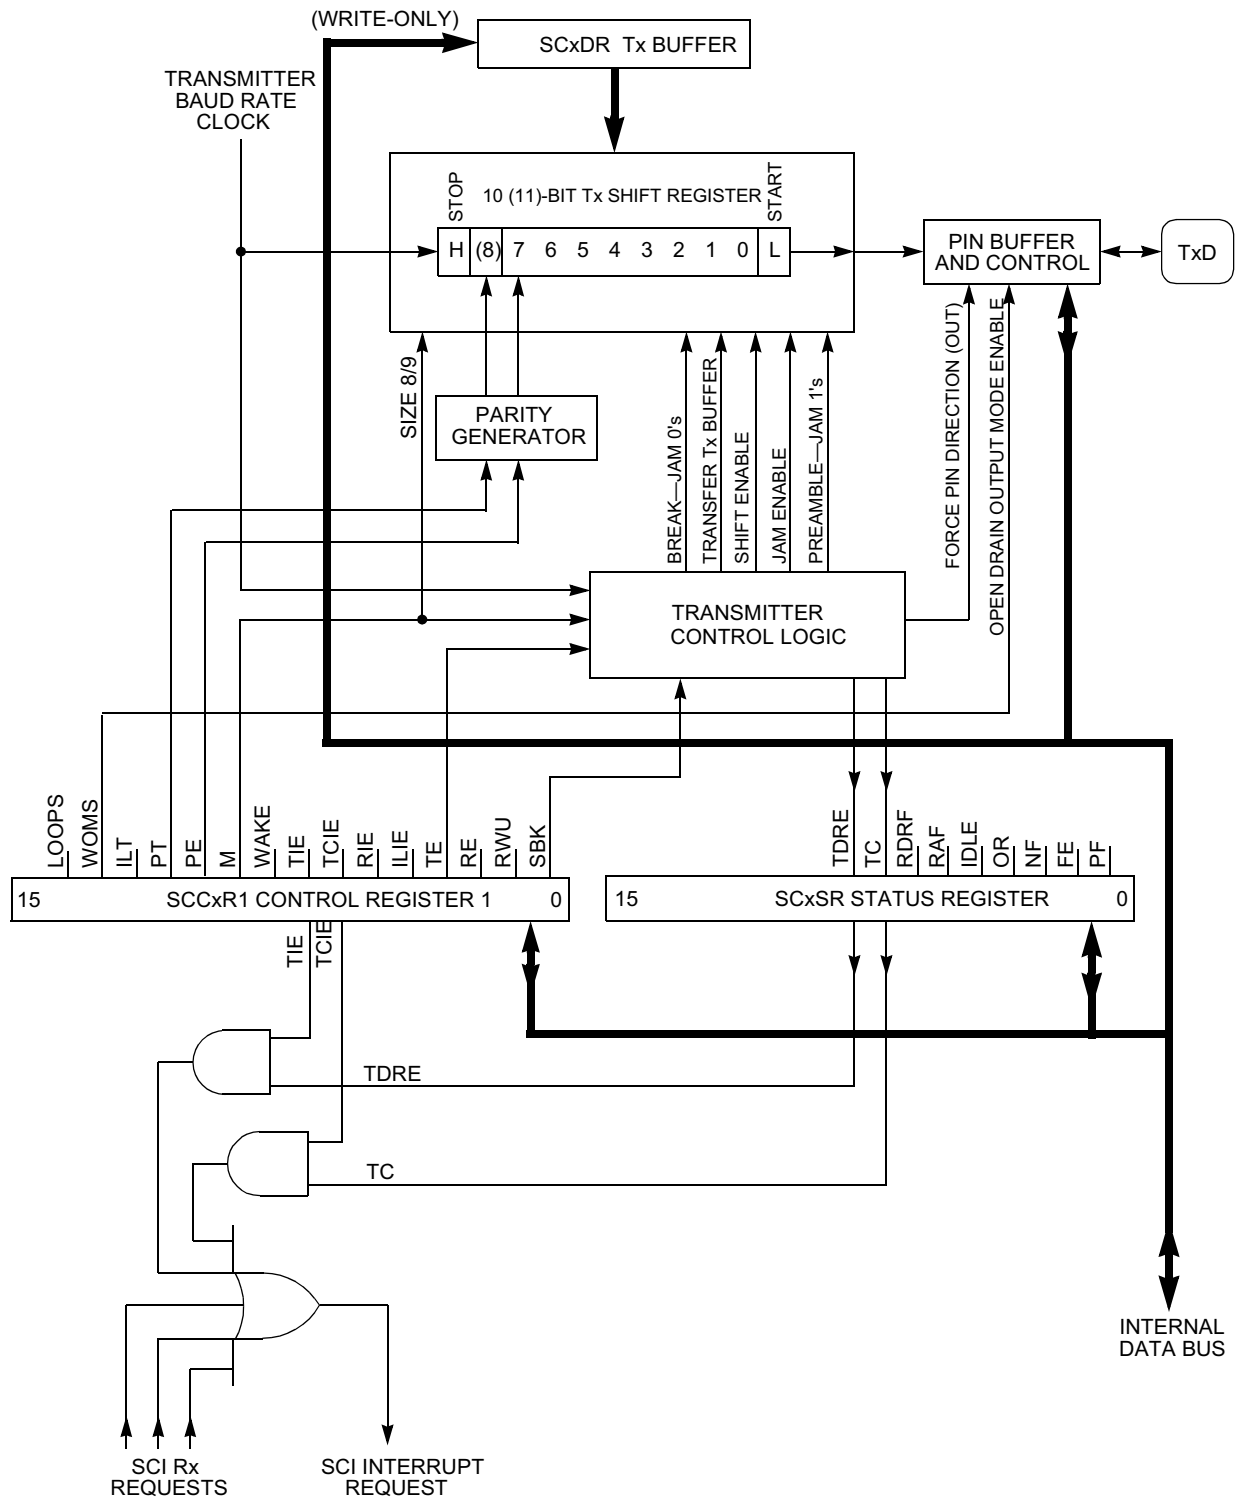 (WRITE-ONLY)
SCxDR Tx BUFFER
TRANSMITTER
BAUD RATE
CLOCK
STOP
10 (11)-BIT Tx SHIFT REGISTER
START
H (8) 7 6 5 4 3 2 1 0 L
PIN BUFFER
AND CONTROL
TxD
SIZE 8/9
PARITY
GENERATOR
BREAK—JAM 0's
TRANSFER Tx BUFFER
SHIFT ENABLE
JAM ENABLE
PREAMBLE—JAM 1's
FORCE PIN DIRECTION (OUT)
OPEN DRAIN OUTPUT MODE ENABLE
TRANSMITTER
CONTROL LOGIC
LOOPS
WOMS
ILT
PT
PE
M
WAKE
TIE
TCIE
RIE
ILIE
TE
RE
RWU
SBK
TDRE
TC
RDRF
RAF
IDLE
OR
NF
FE
PF
15 SCCxR1 CONTROL REGISTER 1 0
15 SCxSR STATUS REGISTER 0
TIE
TCIE
TDRE
TC
INTERNAL
DATA BUS
SCI Rx
REQUESTS
SCI INTERRUPT
REQUEST